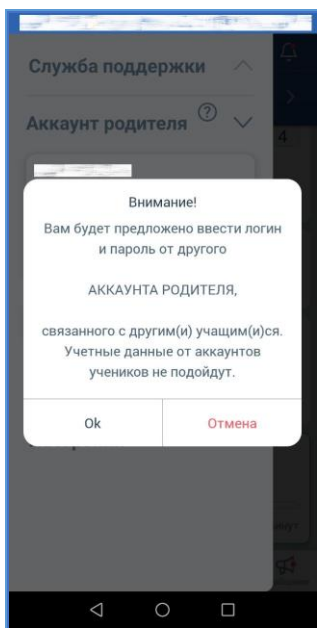 Служба поддержки
Аккаунт родителя ?
4
Внимание!
Вам будет предложено ввести логин
и пароль от другого
АККАУНТА РОДИТЕЛЯ,
связанного с другим(и) учащим(и)ся.
Учетные данные от аккаунтов
учеников не подойдут.
Ok Отмена